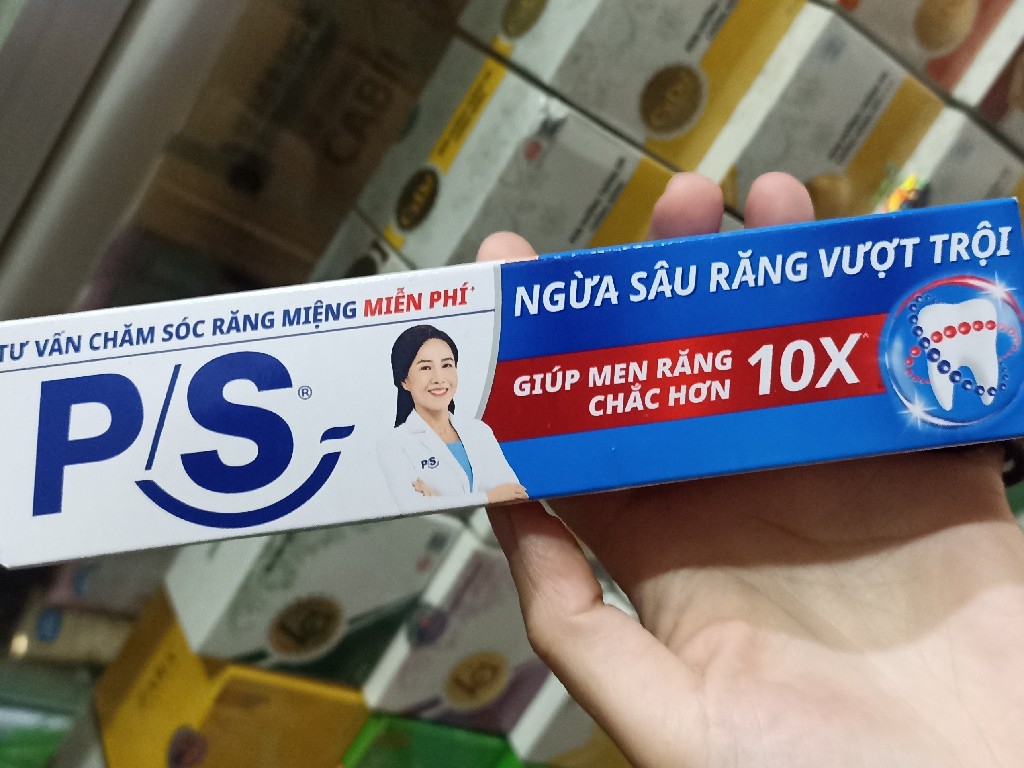 TƯ VẤN CHĂM SÓC RĂNG MIỆNG MIỄN PHÍ+
P/S®
P/S
NGỪA SÂU RĂNG VƯỢT TRỘI
GIÚP MEN RĂNG
CHẮC HƠN
10X^